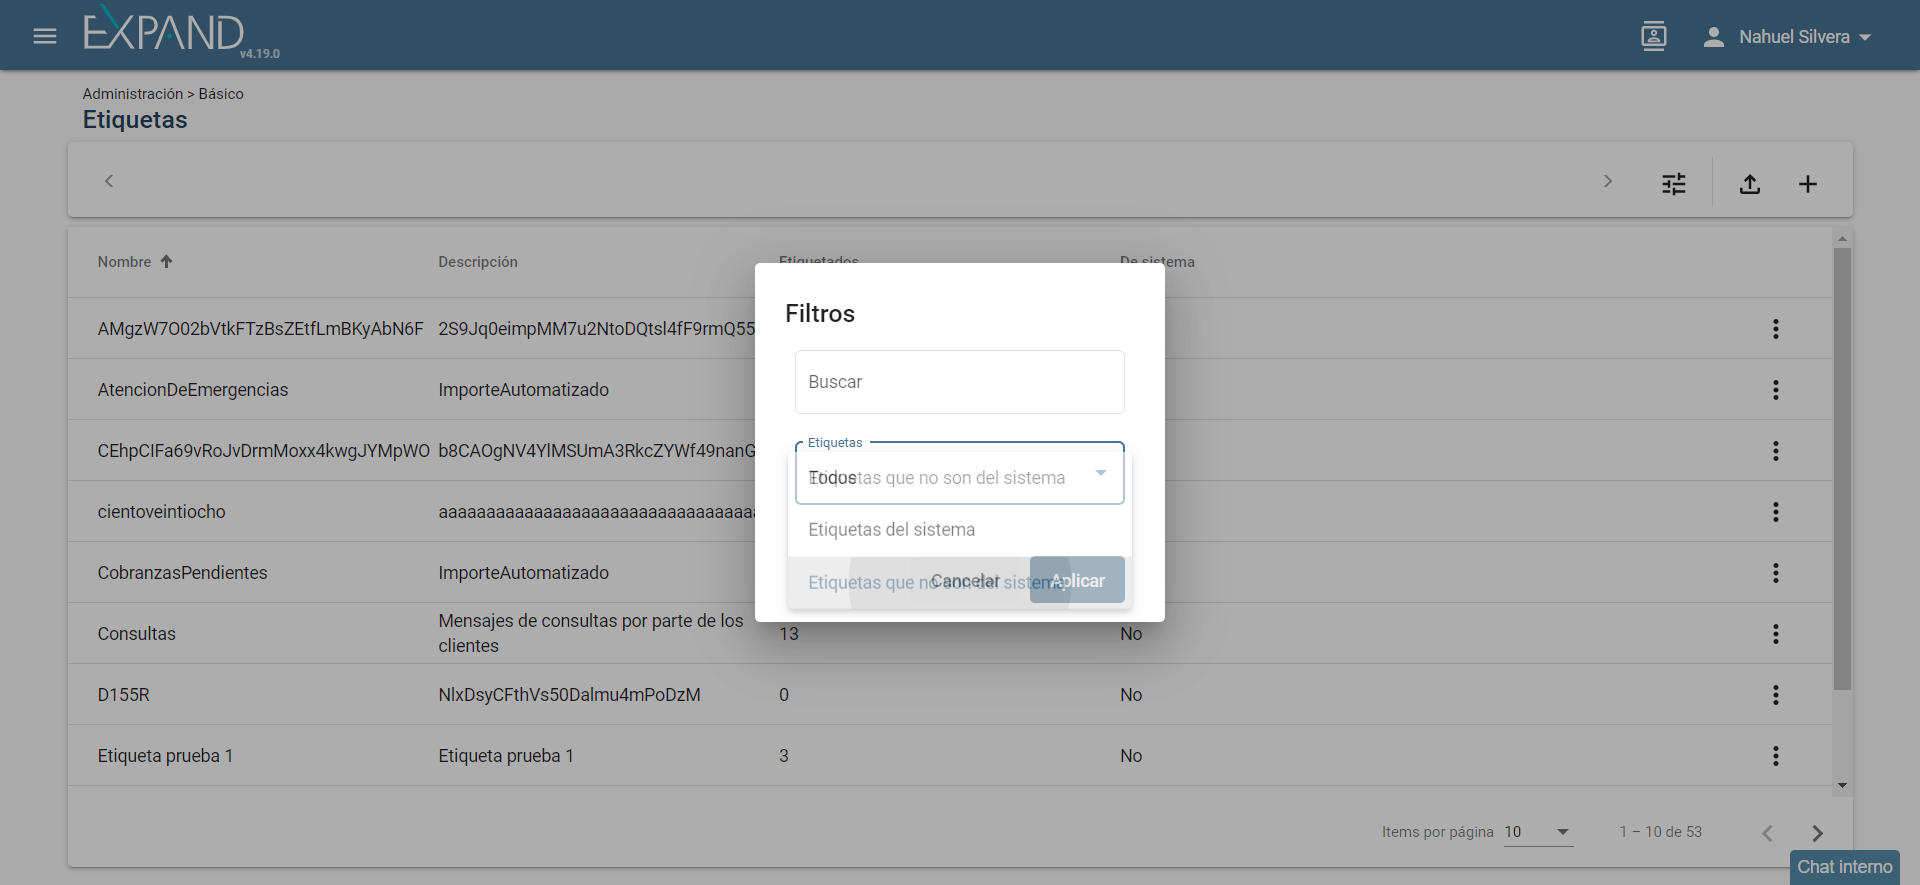 EXPAND
v4.19.0
Nahuel Silvera
Administración > Básico
Etiquetas
Nombre
Descripción
Etiquetados
De sistema
AMgzW7O02bVtkFTzBsZEtfLmBKyAbN6F
2S9Jq0eimpMM7u2NtoDQtsl4fF9rmQ55
AtencionDeEmergencias
ImporteAutomatizado
CEhpClFa69vRoJvDrmMoxx4kwgJYMpWO
b8CAOgNV4YlMSUmA3RkcZYWf49nanG
cientoveintiocho
aaaaaaaaaaaaaaaaaaaaaaaaaaaaaaaa
CobranzasPendientes
ImporteAutomatizado
Consultas
Mensajes de consultas por parte de los
clientes
13
No
D155R
NlxDsyCFthVs50Dalmu4mPoDzM
0
No
Etiqueta prueba 1
Etiqueta prueba 1
3
No
Filtros
Buscar
Etiquetas
Todos
Etiquetas que no son del sistema
Etiquetas del sistema
Etiquetas que no son del sistema
Cancelar
Aplicar
Items por página
10
1 – 10 de 53
Chat interno